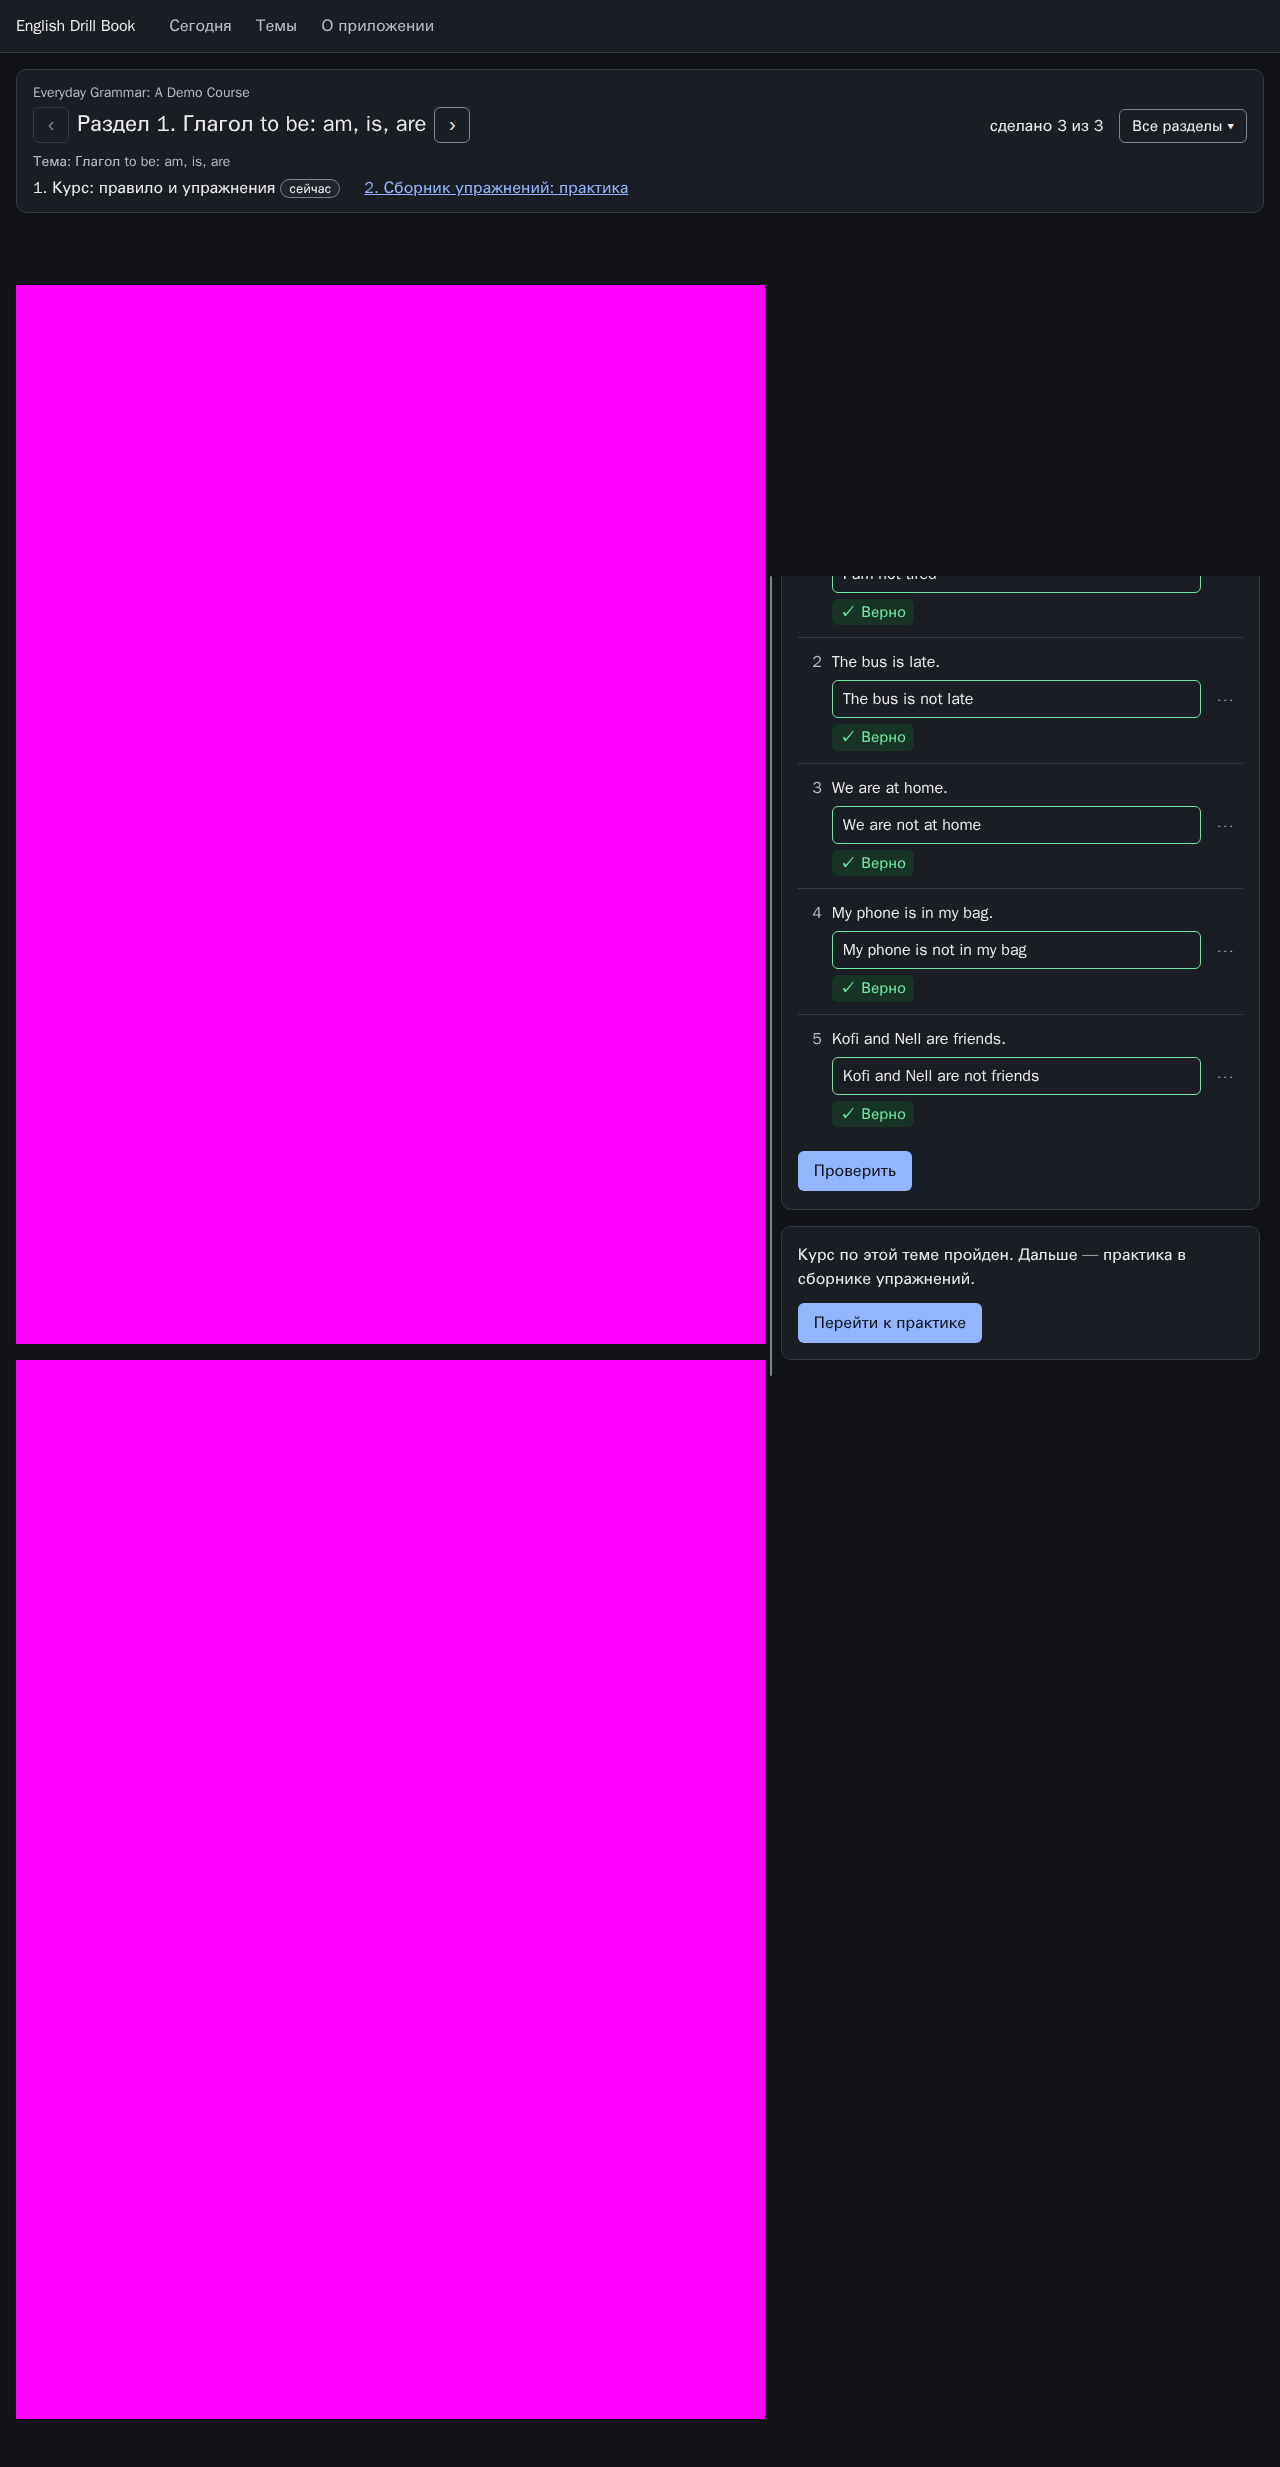 English Drill Book Сегодня Темы О приложении
Everyday Grammar: A Demo Course
‹ Раздел 1. Глагол to be: am, is, are › сделано 3 из 3 Все разделы ▾
Тема: Глагол to be: am, is, are
1. Курс: правило и упражнения сейчас 2. Сборник упражнений: практика
✓ Верно
2 The bus is late.
The bus is not late ...
✓ Верно
3 We are at home.
We are not at home ...
✓ Верно
4 My phone is in my bag.
My phone is not in my bag ...
✓ Верно
5 Kofi and Nell are friends.
Kofi and Nell are not friends ...
✓ Верно
Проверить
Курс по этой теме пройден. Дальше — практика в
сборнике упражнений.
Перейти к практике